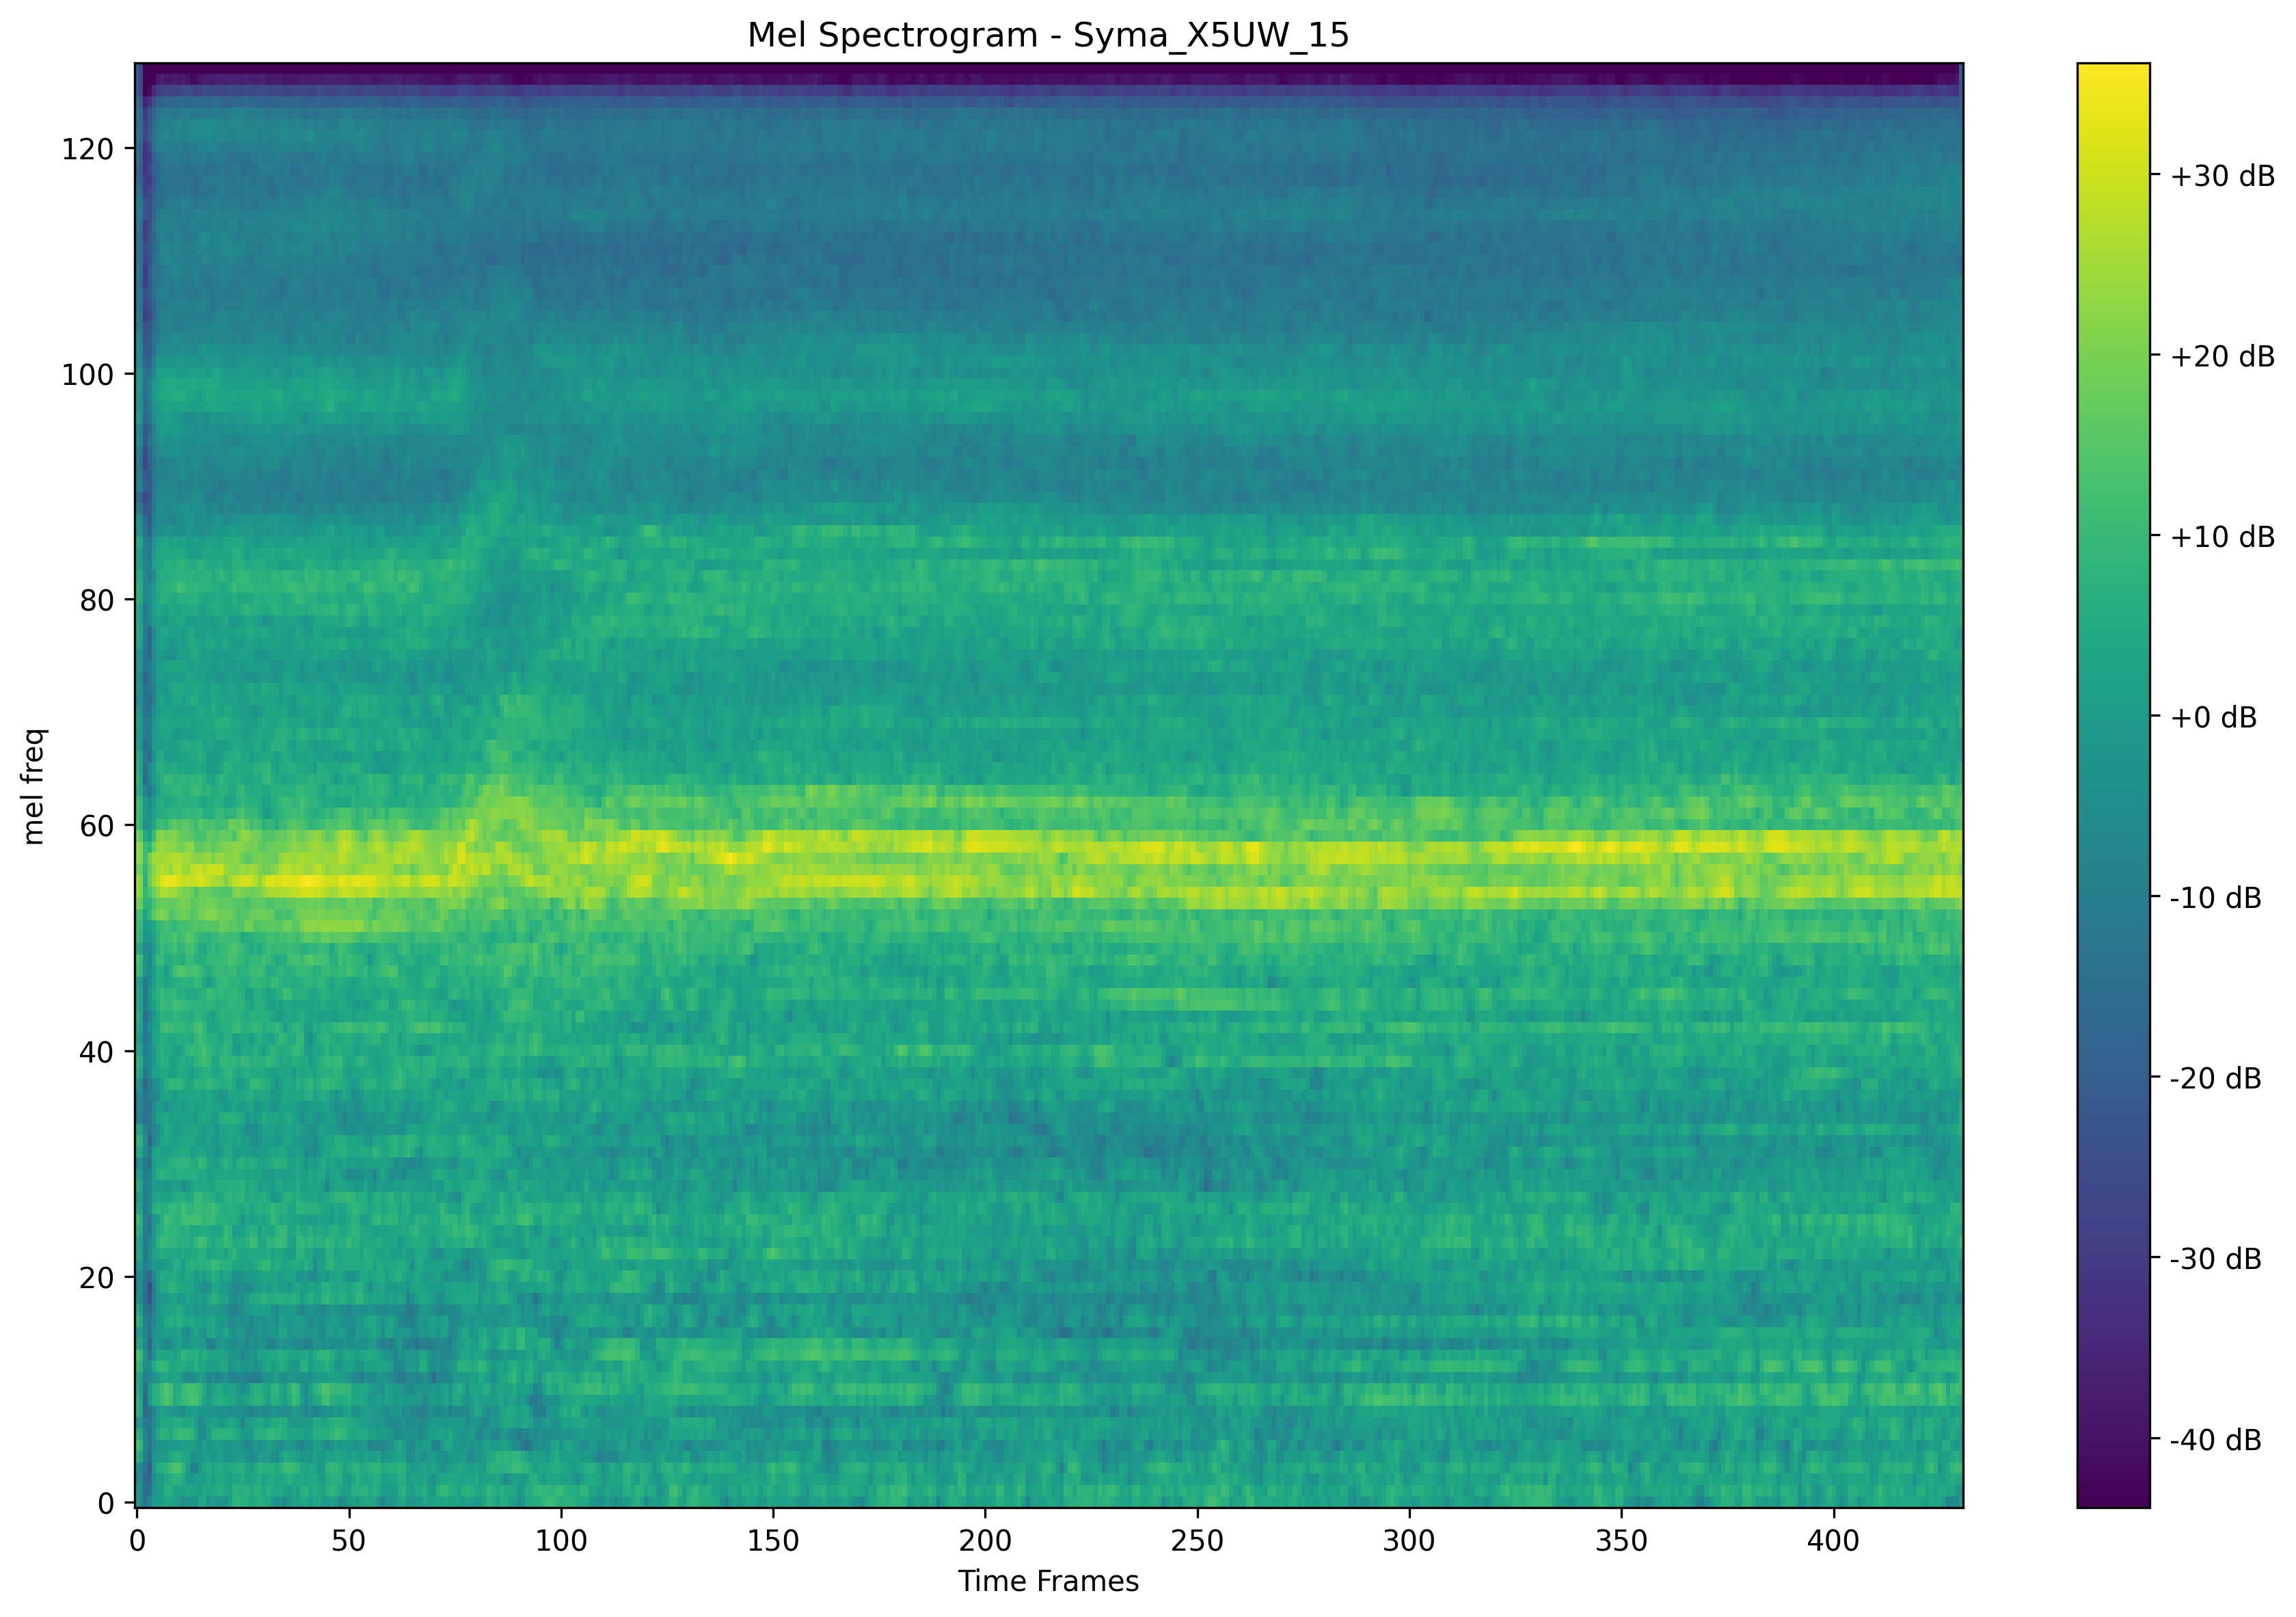 Mel Spectrogram - Syma_X5UW_15
mel freq
120
100
80
60
40
20
0
0 50 100 150 200 250 300 350 400
Time Frames
+30 dB
+20 dB
+10 dB
+0 dB
-10 dB
-20 dB
-30 dB
-40 dB